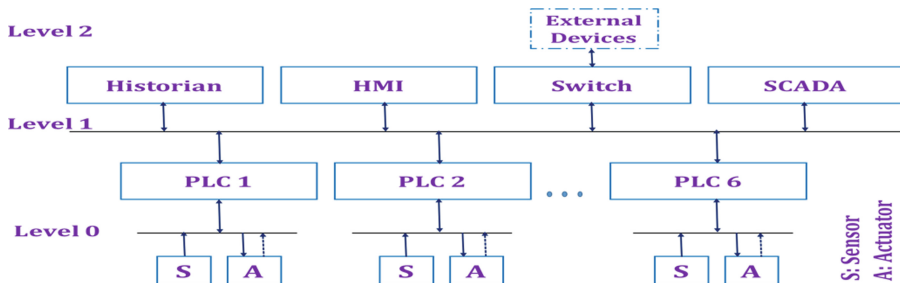 Level 2
External
Devices
Historian
HMI
Switch
SCADA
Level 1
PLC 1
PLC 2
...
PLC 6
Level 0
S
A
S
A
S
A
S: Sensor
A: Actuator